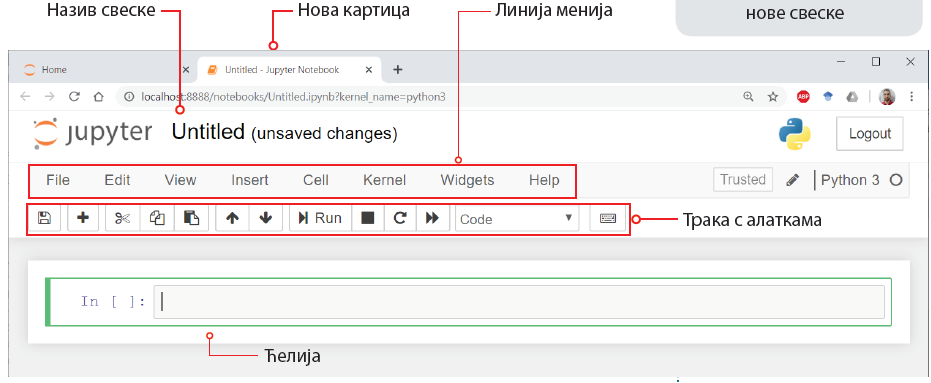 Назив свеске
Нова картица
Линија менија
нове свеске
Home
Untitled - Jupyter Notebook
localhost:8888/notebooks/Untitled.ipynb?kernel_name=python3
ABP
jupyter Untitled (unsaved changes)
Logout
File Edit View Insert Cell Kernel Widgets Help
Trusted
Python 3
Run
Code
Трака с алаткама
In [ ]:
Ћелија